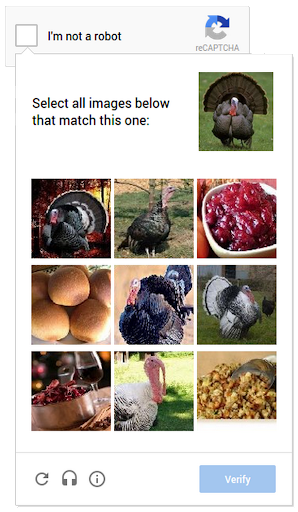 I'm not a robot
reCAPTCHA
Select all images below
that match this one:
Verify